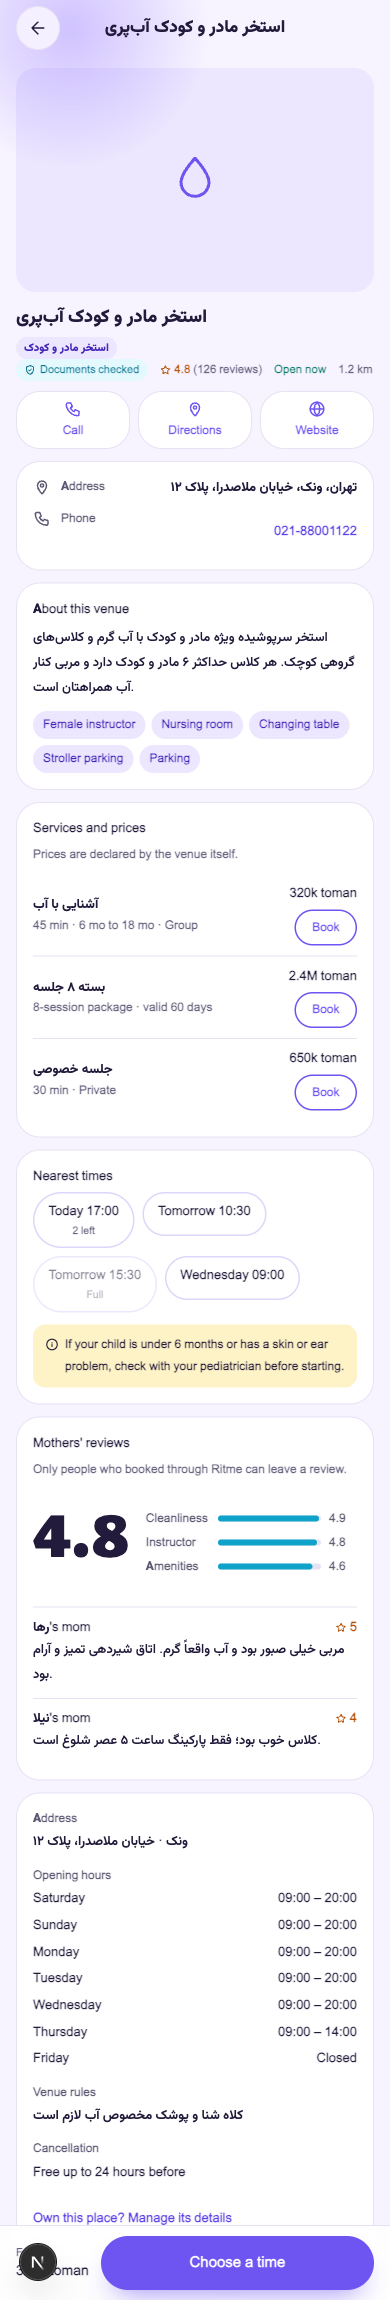 استخر مادر و کودک آب‌پری
استخر مادر و کودک آب‌پری
استخر مادر و کودک
Documents checked 4.8 (126 reviews) Open now 1.2 km
Call Directions Website
Address تهران، ونک، خیابان ملاصدرا، پلاک ۱۲
Phone 021-88001122
About this venue
استخر سرپوشیده ویژه مادر و کودک با آب گرم و کلاس‌های
گروهی کوچک. هر کلاس حداکثر ۶ مادر و کودک دارد و مربی کنار
آب همراهتان است.
Female instructor Nursing room Changing table
Stroller parking Parking
Services and prices
Prices are declared by the venue itself.
320k toman
آشنایی با آب
45 min · 6 mo to 18 mo · Group Book
2.4M toman
بسته ۸ جلسه
8-session package · valid 60 days Book
650k toman
جلسه خصوصی
30 min · Private Book
Nearest times
Today 17:00 Tomorrow 10:30
2 left
Tomorrow 15:30 Wednesday 09:00
Full
If your child is under 6 months or has a skin or ear
problem, check with your pediatrician before starting.
Mothers' reviews
Only people who booked through Ritme can leave a review.
4.8
Cleanliness 4.9
Instructor 4.8
Amenities 4.6
رها's mom 5
مربی خیلی صبور بود و آب واقعاً گرم. اتاق شیردهی تمیز و آرام
بود.
نیلا's mom 4
کلاس خوب بود؛ فقط پارکینگ ساعت ۵ عصر شلوغ است.
Address
ونک · خیابان ملاصدرا، پلاک ۱۲
Opening hours
Saturday 09:00 – 20:00
Sunday 09:00 – 20:00
Monday 09:00 – 20:00
Tuesday 09:00 – 20:00
Wednesday 09:00 – 20:00
Thursday 09:00 – 14:00
Friday Closed
Venue rules
کلاه شنا و پوشک مخصوص آب لازم است
Cancellation
Free up to 24 hours before
Own this place? Manage its details
N
Choose a time